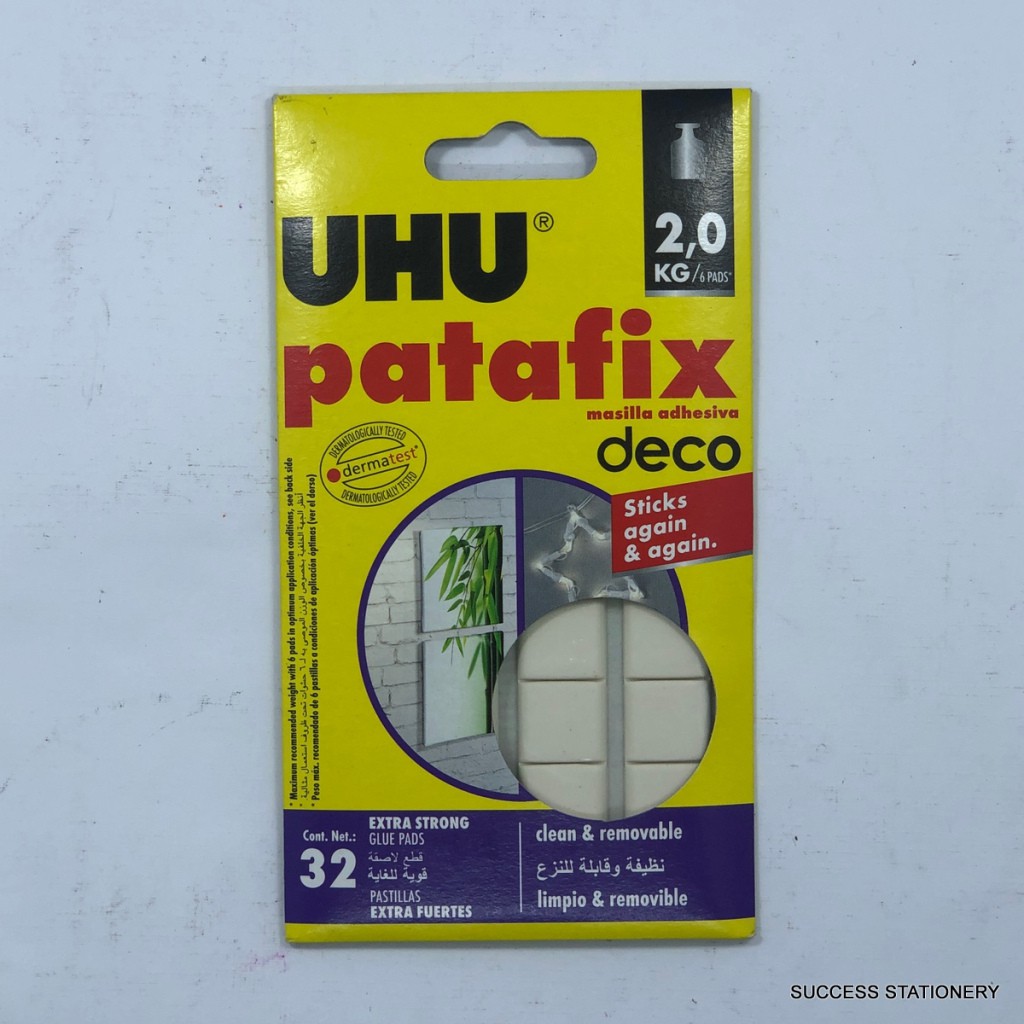 2,0
KG/6 PADS*
UHU®
patafix
masilla adhesiva
deco
DERMATOLOGICALLY TESTED
dermatest®
DERMATOLOGICALLY TESTED
Sticks
again
& again.
* Maximum recommended weight with 6 pads in optimum application conditions, see back side
* Peso máx. recomendado de 6 pastillas a condiciones de aplicación óptimas (ver el dorso)
Cont. Net.:
32
EXTRA STRONG
GLUE PADS
قطع لاصقة
قوية للغاية
PASTILLAS
EXTRA FUERTES
clean & removable
نظيفة وقابلة للنزع
limpio & removible
SUCCESS STATIONERY